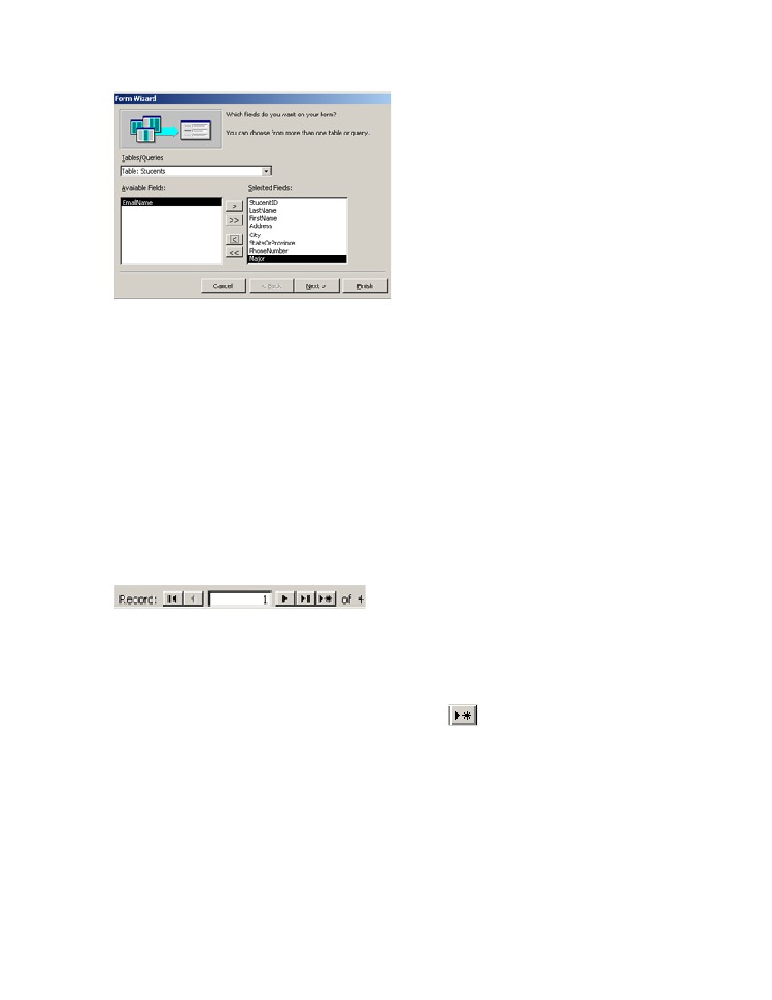 Form Wizard
Which fields do you want on your form?
You can choose from more than one table or query.
Tables/Queries
Table: Students
Available Fields:
Selected Fields:
EmailName
>
>>
<
<<
StudentID
LastName
FirstName
Address
City
StateOrProvince
PhoneNumber
Major
Cancel
< Back
Next >
Finish
Record: 1 of 4